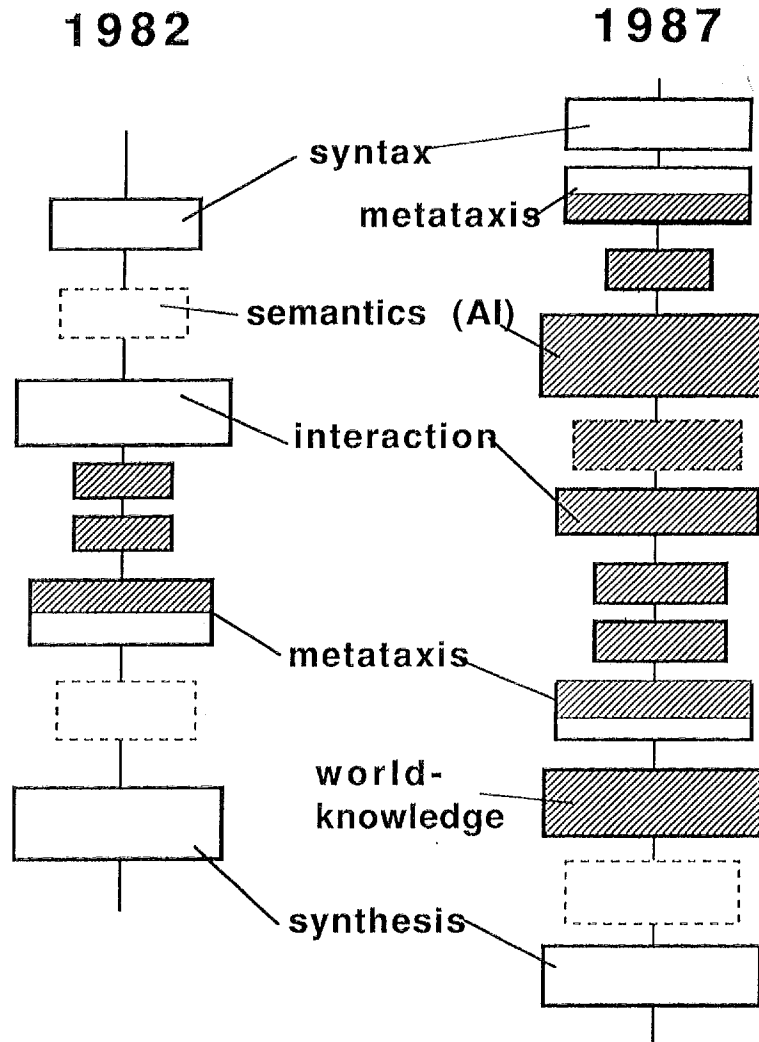 1982
1987
syntax
metataxis
semantics (AI)
interaction
metataxis
world-
knowledge
synthesis